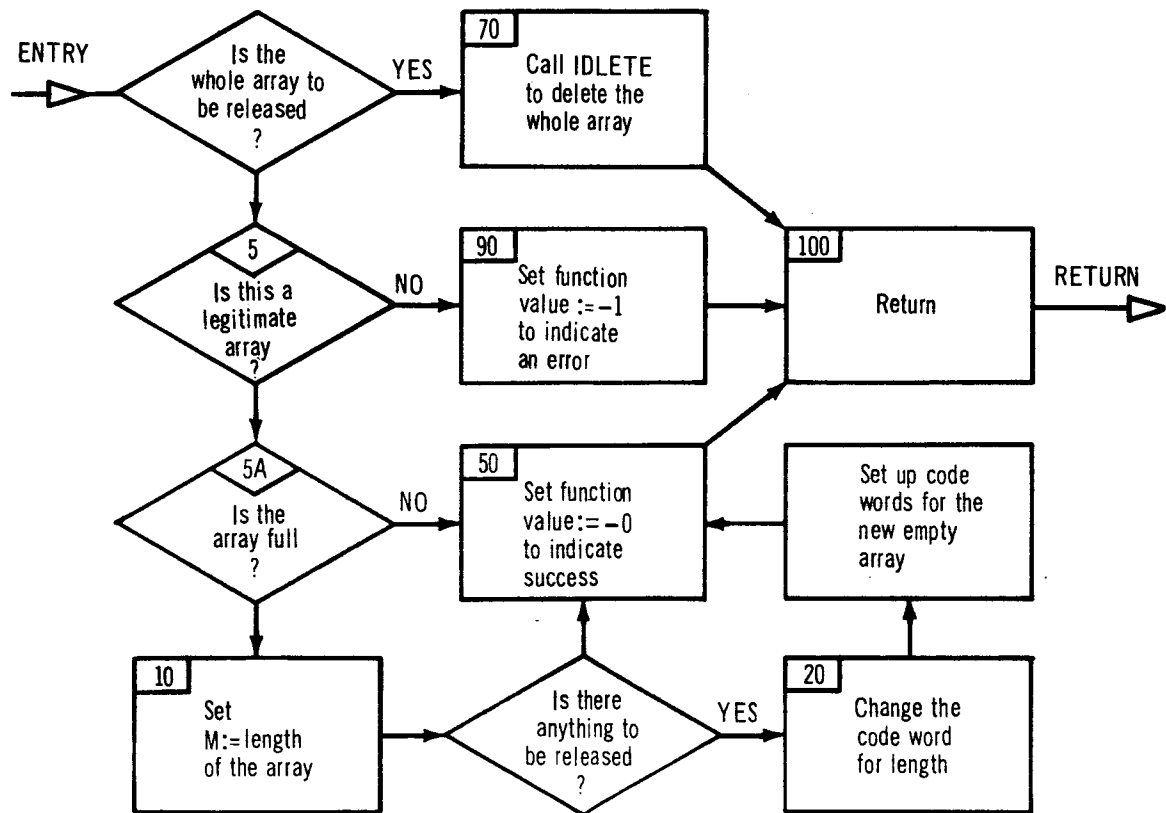 ENTRY
Is the
whole array to
be released
?
YES
70
Call IDLETE
to delete the
whole array
5
Is this a
legitimate
array
?
NO
90
Set function
value :=-1
to indicate
an error
100
Return
RETURN
5A
Is the
array full
?
NO
50
Set function
value:= -0
to indicate
success
Set up code
words for the
new empty
array
10
Set
M:= length
of the array
Is there
anything to
be released
?
YES
20
Change the
code word
for length